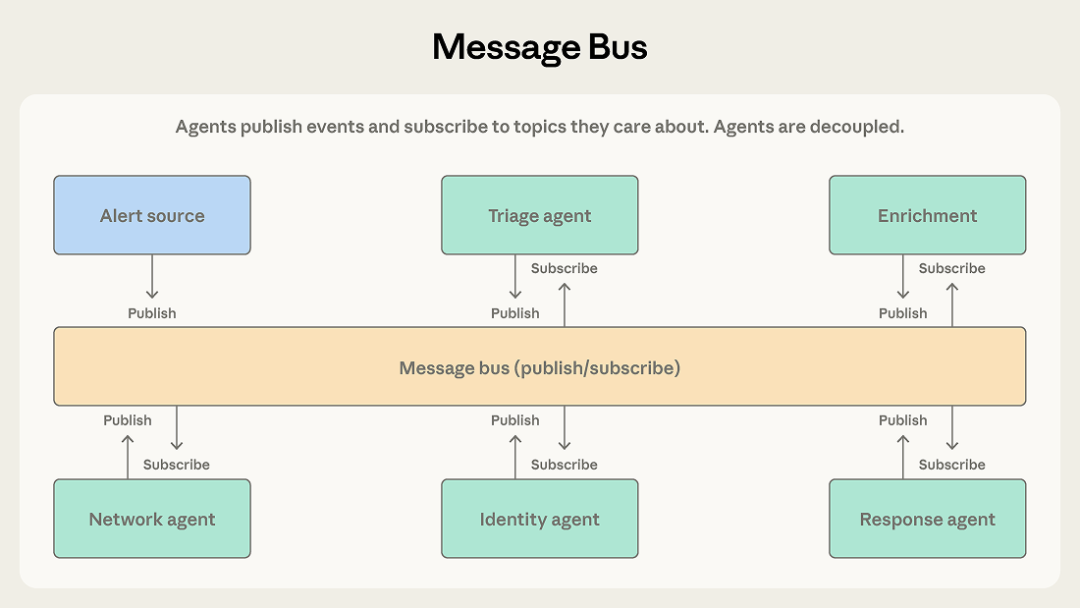 Message Bus
Agents publish events and subscribe to topics they care about. Agents are decoupled.
Alert source
Triage agent
Enrichment
Subscribe
Subscribe
Publish
Publish
Publish
Message bus (publish/subscribe)
Publish
Publish
Publish
Subscribe
Subscribe
Subscribe
Network agent
Identity agent
Response agent